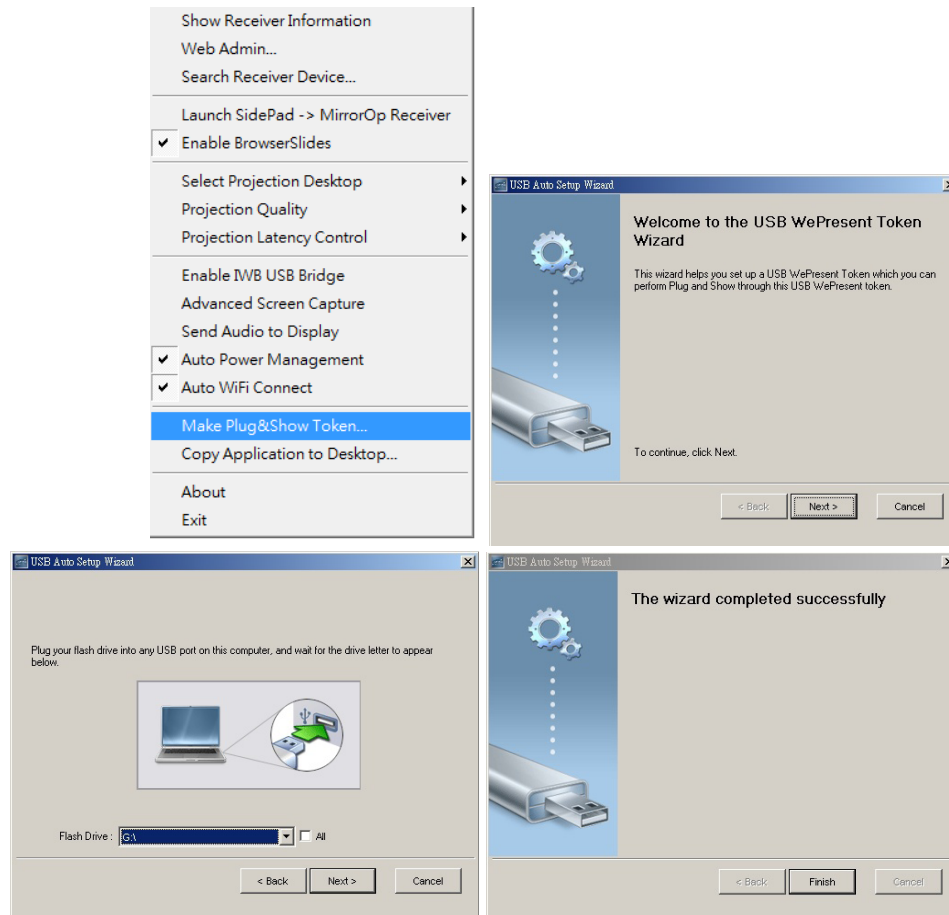 Show Receiver Information
Web Admin...
Search Receiver Device...
Launch SidePad -> MirrorOp Receiver
Enable BrowserSlides
Select Projection Desktop
Projection Quality
Projection Latency Control
Enable IWB USB Bridge
Advanced Screen Capture
Send Audio to Display
Auto Power Management
Auto WiFi Connect
Make Plug&Show Token...
Copy Application to Desktop...
About
Exit
USB Auto Setup Wizard
Welcome to the USB WePresent Token
Wizard
This wizard helps you set up a USB WePresent Token which you can
perform Plug and Show through this USB WePresent token.
To continue, click Next.
< Back Next > Cancel
USB Auto Setup Wizard
Plug your flash drive into any USB port on this computer, and wait for the drive letter to appear
below.
Flash Drive : G:\ All
< Back Next > Cancel
USB Auto Setup Wizard
The wizard completed successfully
< Back Finish Cancel